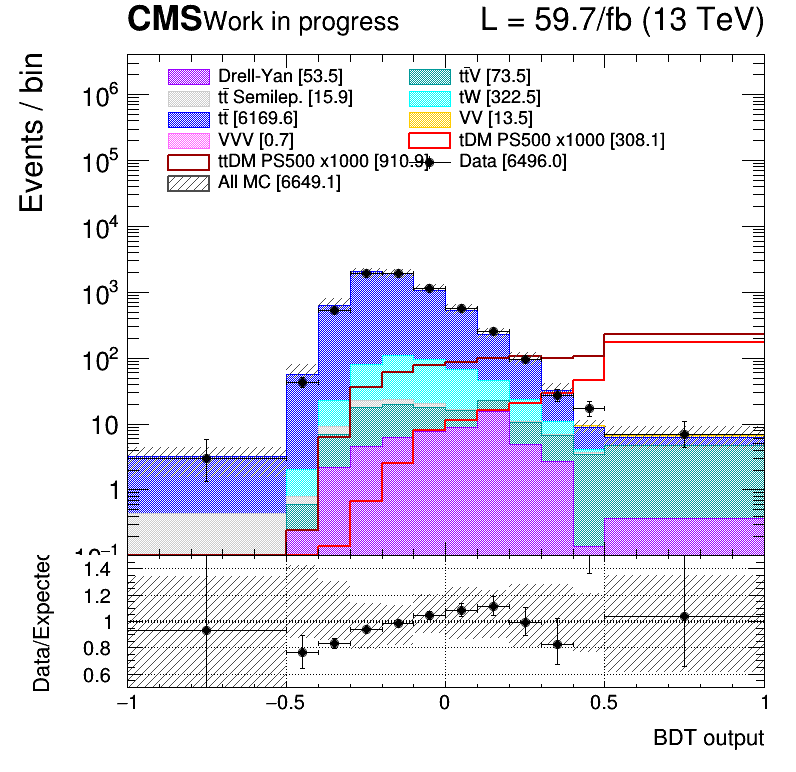 CMS Work in progress L = 59.7/fb (13 TeV)
Events / bin
10⁶
10⁵
10⁴
10³
10²
10
1
10⁻¹
Drell-Yan [53.5] tt̄V [73.5]
tt̄ Semilep. [15.9] tW [322.5]
tt̄ [6169.6] VV [13.5]
VVV [0.7] tDM PS500 x1000 [308.1]
ttDM PS500 x1000 [910.9] Data [6496.0]
All MC [6649.1]
Data/Expected
1.4
1.2
1
0.8
0.6
−1 −0.5 0 0.5 1
BDT output